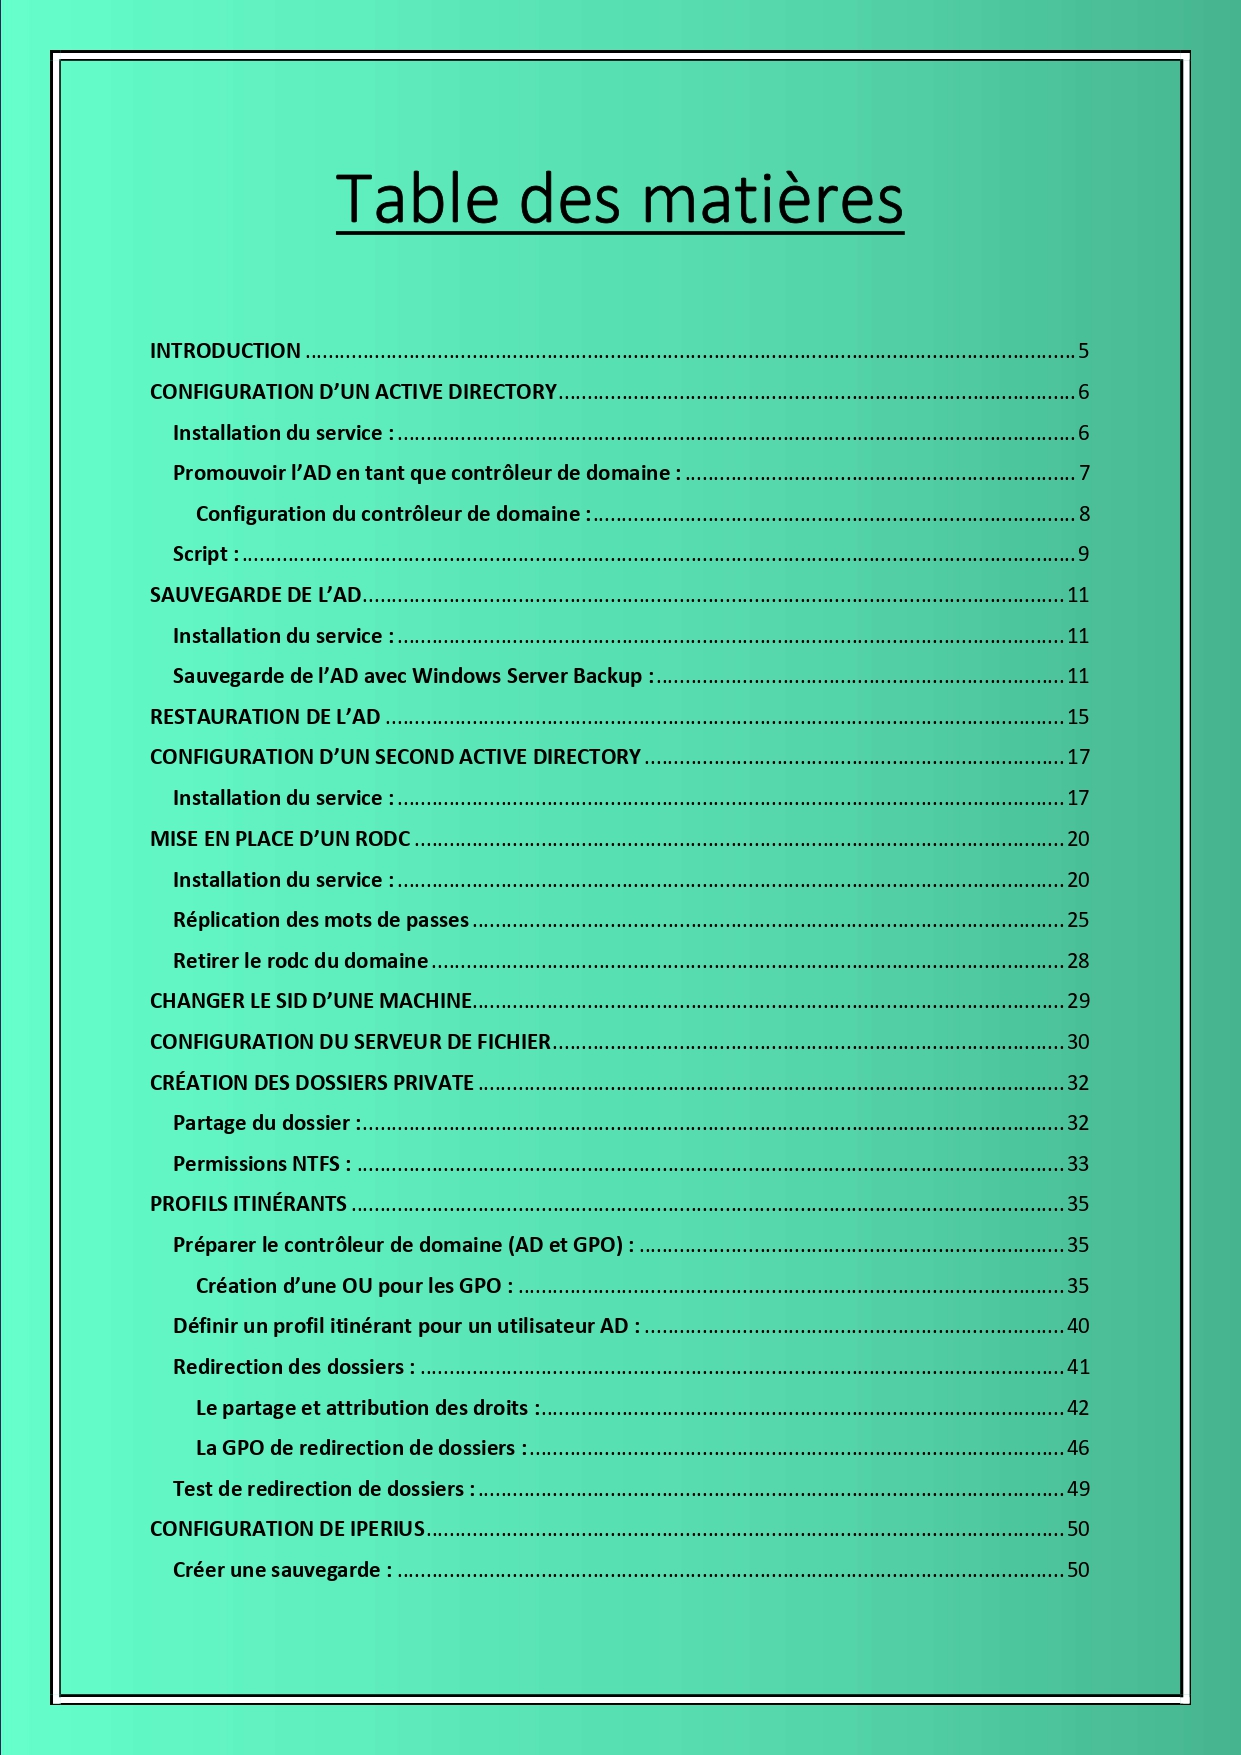 Table des matières
INTRODUCTION 5
CONFIGURATION D’UN ACTIVE DIRECTORY 6
Installation du service : 6
Promouvoir l’AD en tant que contrôleur de domaine : 7
Configuration du contrôleur de domaine : 8
Script : 9
SAUVEGARDE DE L’AD 11
Installation du service : 11
Sauvegarde de l’AD avec Windows Server Backup : 11
RESTAURATION DE L’AD 15
CONFIGURATION D’UN SECOND ACTIVE DIRECTORY 17
Installation du service : 17
MISE EN PLACE D’UN RODC 20
Installation du service : 20
Réplication des mots de passes 25
Retirer le rodc du domaine 28
CHANGER LE SID D’UNE MACHINE 29
CONFIGURATION DU SERVEUR DE FICHIER 30
CRÉATION DES DOSSIERS PRIVATE 32
Partage du dossier : 32
Permissions NTFS : 33
PROFILS ITINÉRANTS 35
Préparer le contrôleur de domaine (AD et GPO) : 35
Création d’une OU pour les GPO : 35
Définir un profil itinérant pour un utilisateur AD : 40
Redirection des dossiers : 41
Le partage et attribution des droits : 42
La GPO de redirection de dossiers : 46
Test de redirection de dossiers : 49
CONFIGURATION DE IPERIUS 50
Créer une sauvegarde : 50